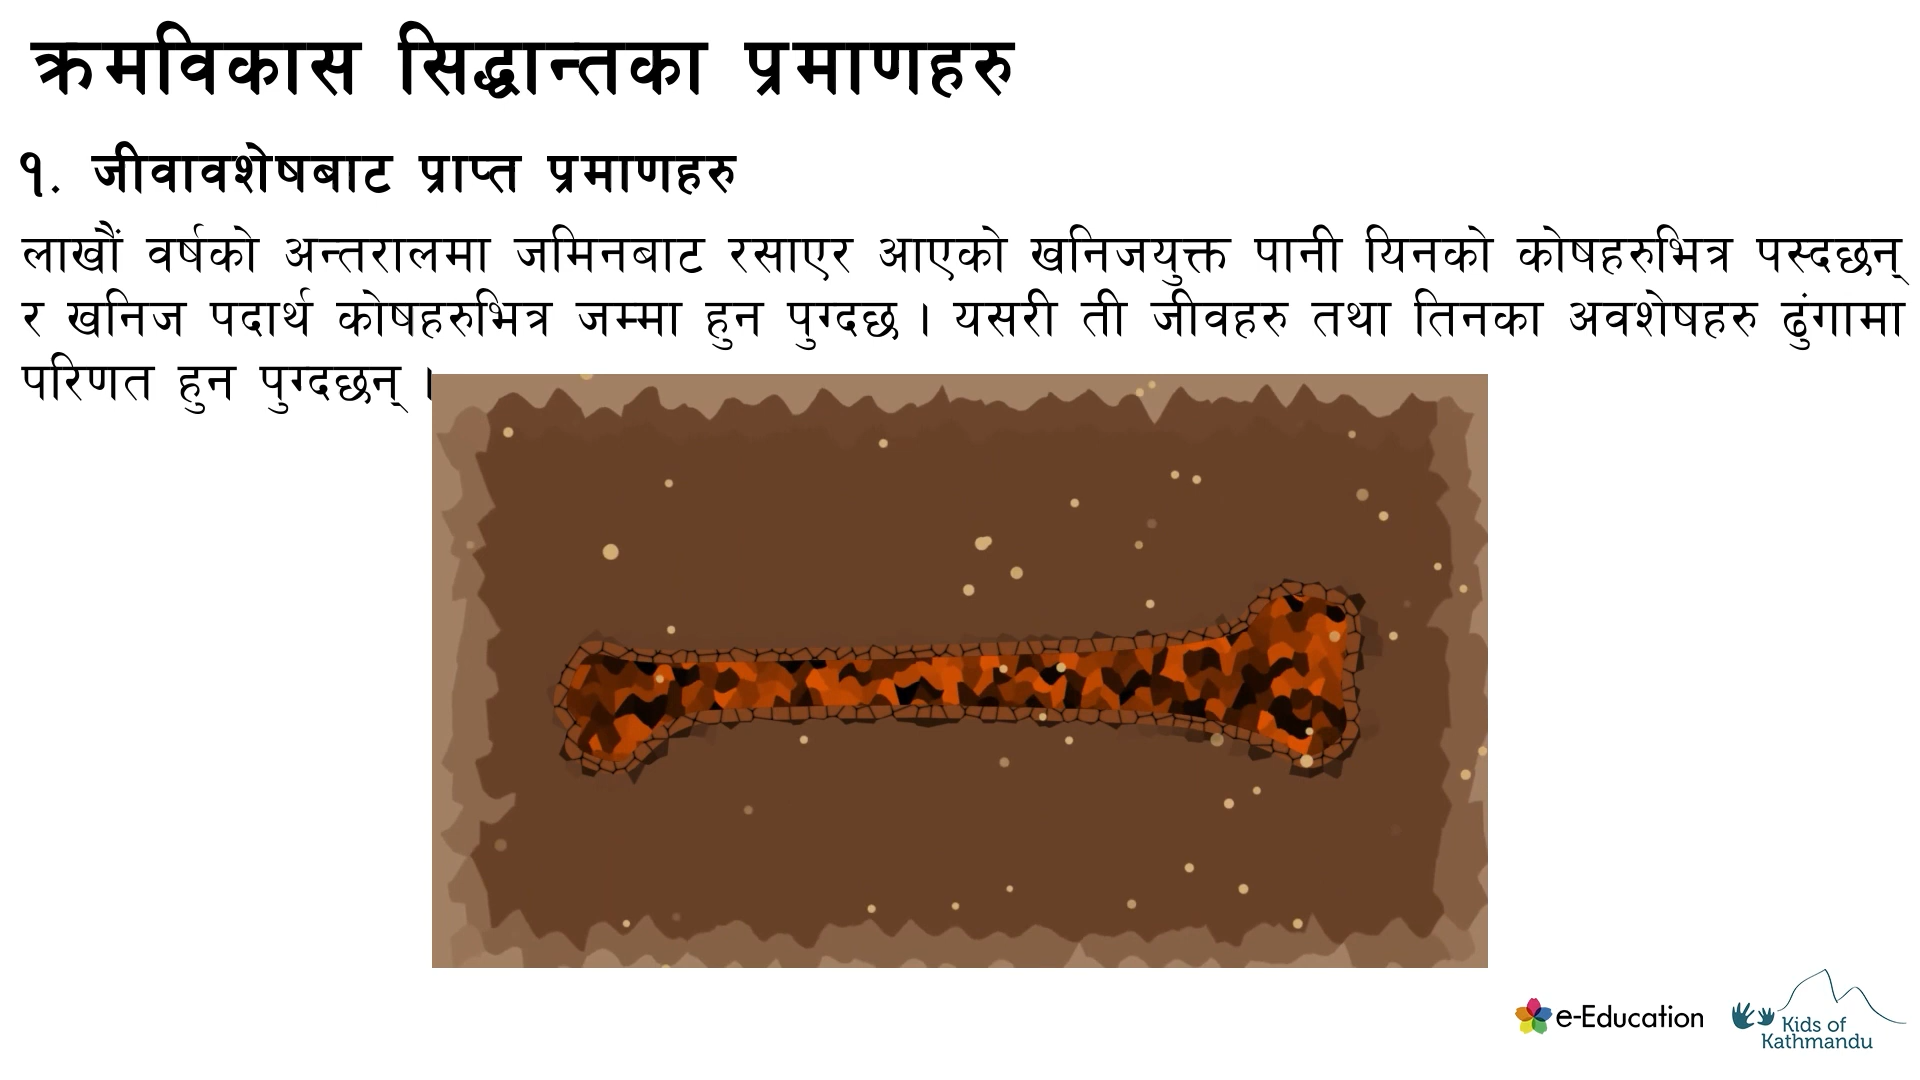 क्रमविकास सिद्धान्तका प्रमाणहरु
१. जीवावशेषबाट प्राप्त प्रमाणहरु
लाखौं वर्षको अन्तरालमा जमिनबाट रसाएर आएको खनिजयुक्त पानी यिनको कोषहरुभित्र पस्दछन्
र खनिज पदार्थ कोषहरुभित्र जम्मा हुन पुग्दछ । यसरी ती जीवहरु तथा तिनका अवशेषहरु ढुंगामा
परिणत हुन पुग्दछन् ।
e-Education
Kids of
Kathmandu